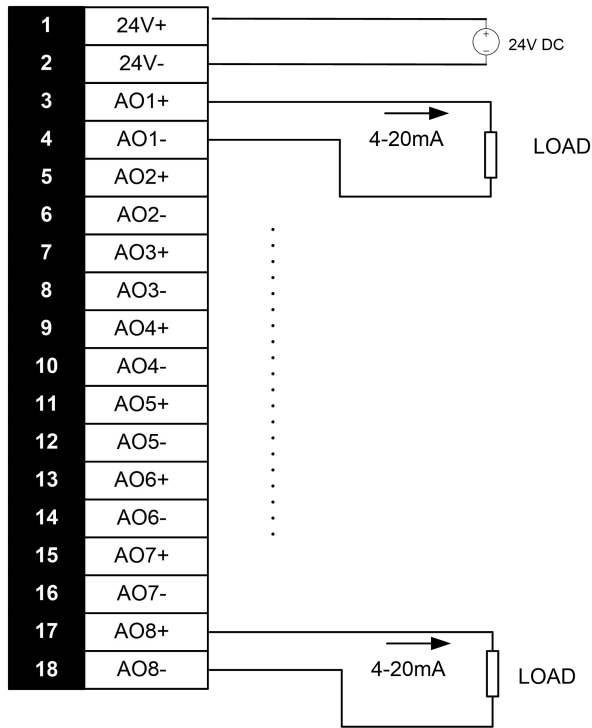 1 24V+
2 24V-
+
−
24V DC
3 AO1+
4 AO1-
4-20mA
LOAD
5 AO2+
6 AO2-
7 AO3+
8 AO3-
9 AO4+
10 AO4-
11 AO5+
12 AO5-
13 AO6+
14 AO6-
15 AO7+
16 AO7-
17 AO8+
18 AO8-
4-20mA
LOAD